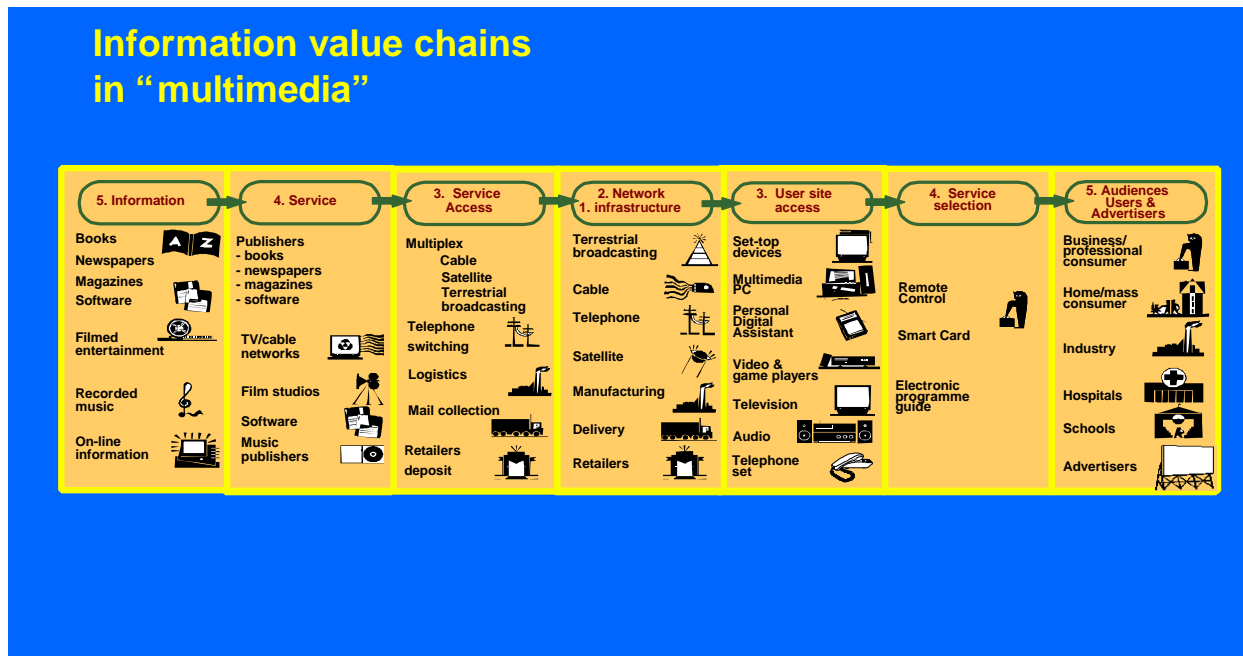 Information value chains
in “multimedia”
5. Information
Books
Newspapers
Magazines
Software
Filmed
entertainment
Recorded
music
On-line
information
4. Service
Publishers
- books
- newspapers
- magazines
- software
TV/cable
networks
Film studios
Software
Music
publishers
3. Service
Access
Multiplex
Cable
Satellite
Terrestrial
broadcasting
Telephone
switching
Logistics
Mail collection
Retailers
deposit
2. Network
1. infrastructure
Terrestrial
broadcasting
Cable
Telephone
Satellite
Manufacturing
Delivery
Retailers
3. User site
access
Set-top
devices
Multimedia
PC
Personal
Digital
Assistant
Video &
game players
Television
Audio
Telephone
set
4. Service
selection
Remote
Control
Smart Card
Electronic
programme
guide
5. Audiences
Users &
Advertisers
Business/
professional
consumer
Home/mass
consumer
Industry
Hospitals
Schools
Advertisers
A Z